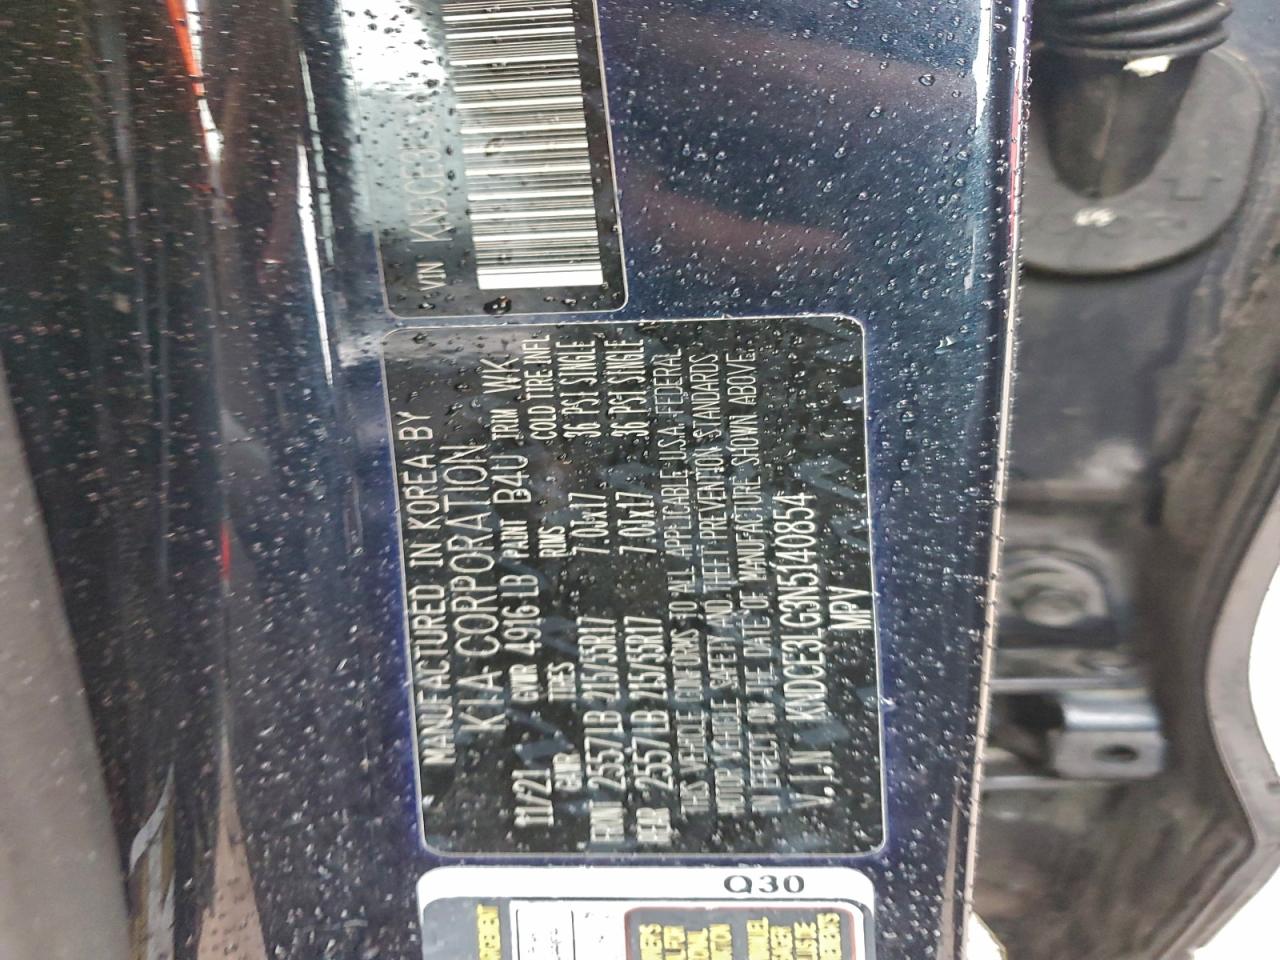 VIN KNDCE3L
MANUFACTURED IN KOREA BY
KIA CORPORATION
11/21 GVWR 4916 LB PAINT B4U TRIM WK
GAWR TIRES RIMS COLD TIRE INFL
FRNT 2557LB 215/55R17 7.0Jx17 36 PSI SINGLE
RER 2557LB 215/55R17 7.0Jx17 36 PSI SINGLE
THIS VEHICLE CONFORMS TO ALL APPLICABLE U.S.A. FEDERAL
MOTOR VEHICLE SAFETY AND THEFT PREVENTION STANDARDS
IN EFFECT ON THE DATE OF MANUFACTURE SHOWN ABOVE.
V.I.N KNDCE3LG3N5140854
MPV
Q30
MANUEL